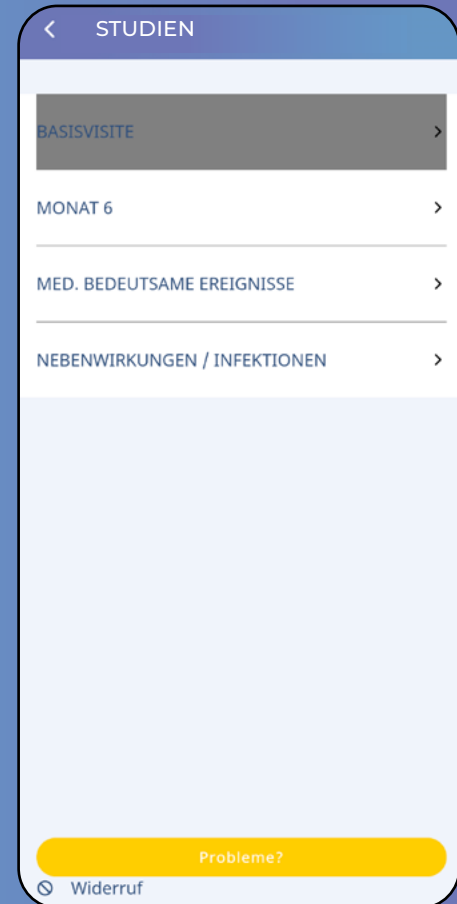 STUDIEN
BASISVISITE
MONAT 6
MED. BEDEUTSAME EREIGNISSE
NEBENWIRKUNGEN / INFEKTIONEN
Probleme?
Widerruf